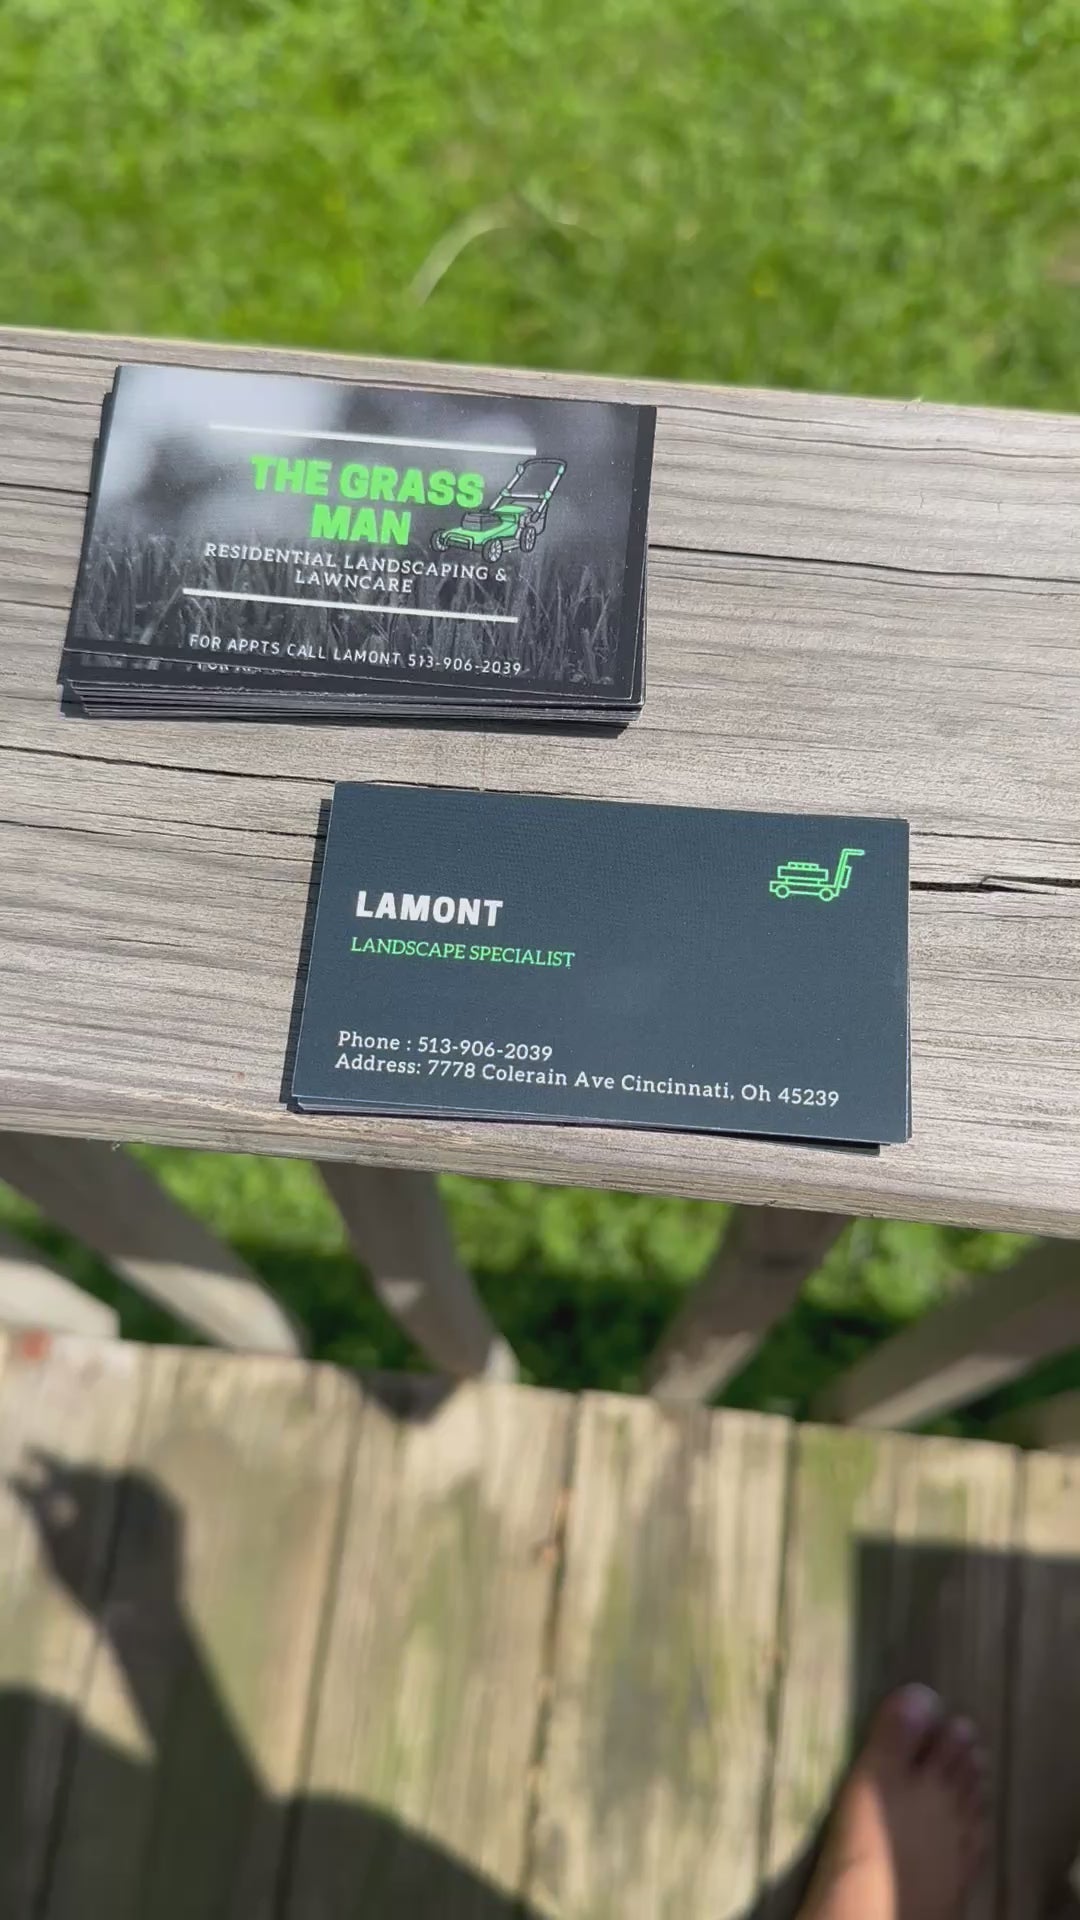 THE GRASS
MAN
RESIDENTIAL LANDSCAPING &
LAWNCARE
FOR APPTS CALL LAMONT 513-906-2039
LAMONT
LANDSCAPE SPECIALIST
Phone : 513-906-2039
Address: 7778 Colerain Ave Cincinnati, Oh 45239